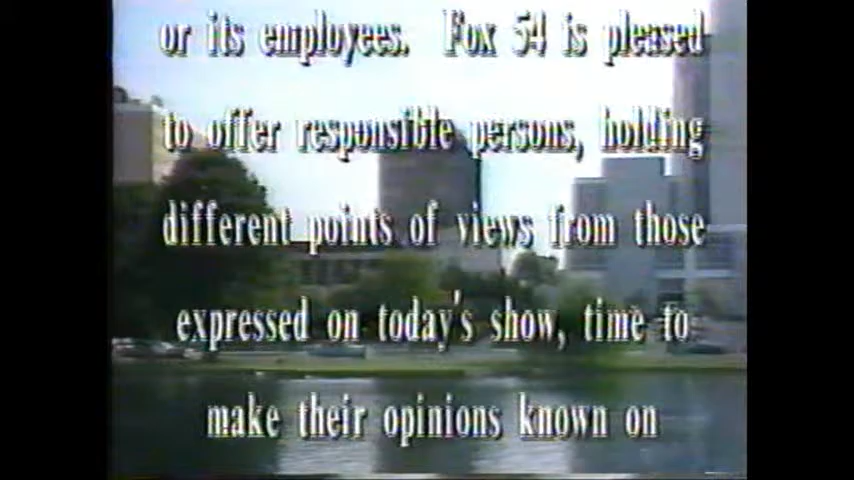 or its employees. Fox 54 is pleased
to offer responsible persons, holding
different points of views from those
expressed on today's show, time to
make their opinions known on